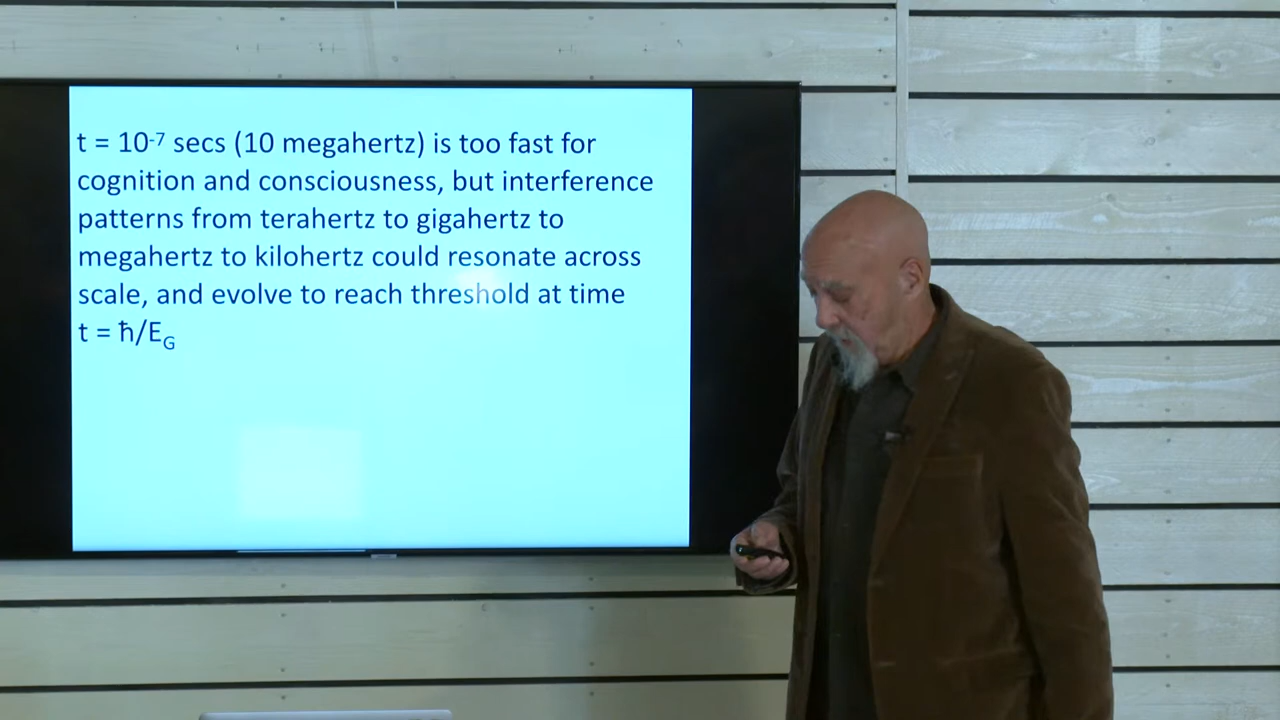 t = 10⁻⁷ secs (10 megahertz) is too fast for
cognition and consciousness, but interference
patterns from terahertz to gigahertz to
megahertz to kilohertz could resonate across
scale, and evolve to reach threshold at time
t = ħ/E_G